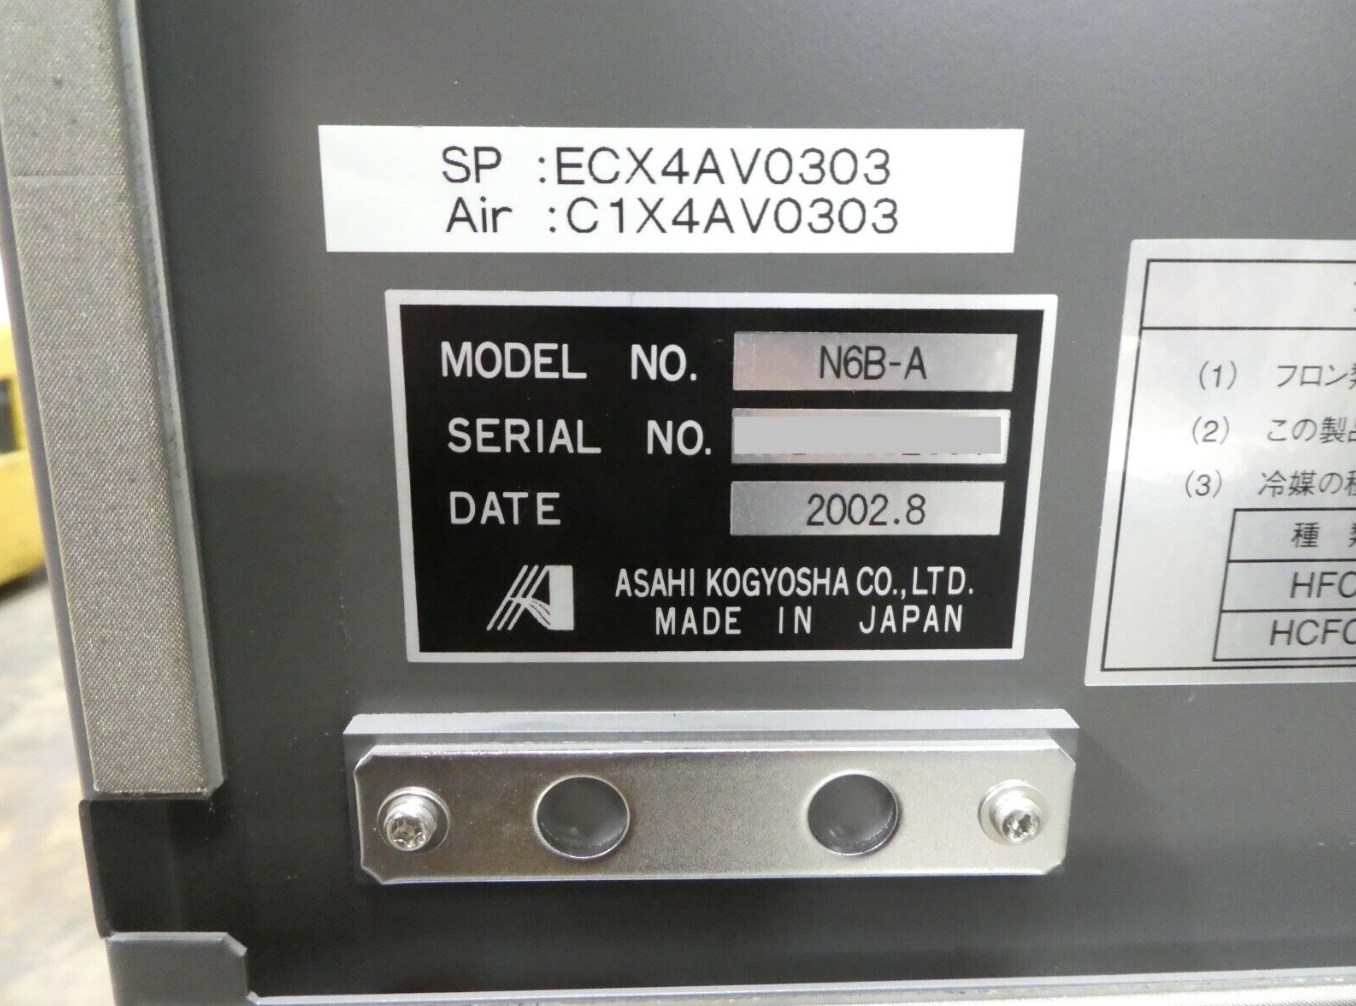 SP :ECX4AV0303
Air :C1X4AV0303
MODEL NO. N6B-A
SERIAL NO.
DATE 2002.8
ASAHI KOGYOSHA CO.,LTD.
MADE IN JAPAN
(1) フロン
(2) この製
(3) 冷媒の
種
HFC
HCFC